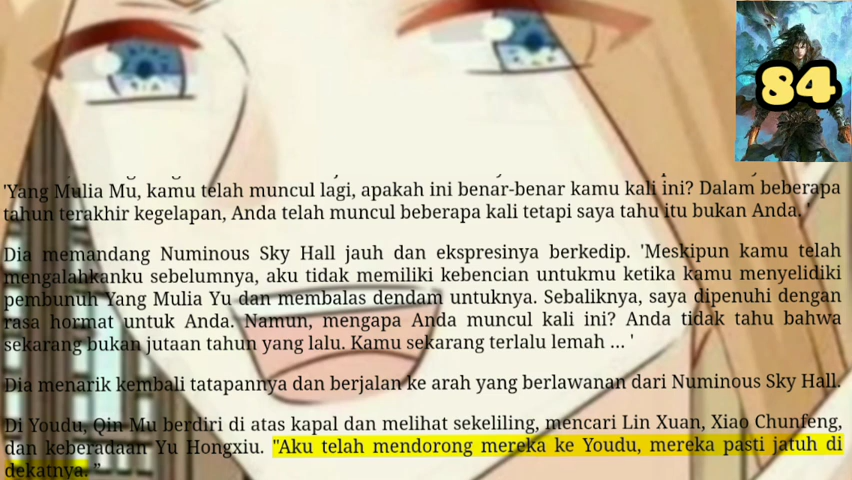 84
'Yang Mulia Mu, kamu telah muncul lagi, apakah ini benar-benar kamu kali ini? Dalam beberapa
tahun terakhir kegelapan, Anda telah muncul beberapa kali tetapi saya tahu itu bukan Anda. '
Dia memandang Numinous Sky Hall jauh dan ekspresinya berkedip. 'Meskipun kamu telah
mengalahkanku sebelumnya, aku tidak memiliki kebencian untukmu ketika kamu menyelidiki
pembunuh Yang Mulia Yu dan membalas dendam untuknya. Sebaliknya, saya dipenuhi dengan
rasa hormat untuk Anda. Namun, mengapa Anda muncul kali ini? Anda tidak tahu bahwa
sekarang bukan jutaan tahun yang lalu. Kamu sekarang terlalu lemah ... '
Dia menarik kembali tatapannya dan berjalan ke arah yang berlawanan dari Numinous Sky Hall.
Di Youdu, Qin Mu berdiri di atas kapal dan melihat sekeliling, mencari Lin Xuan, Xiao Chunfeng,
dan keberadaan Yu Hongxiu. "Aku telah mendorong mereka ke Youdu, mereka pasti jatuh di
dekatnya. "